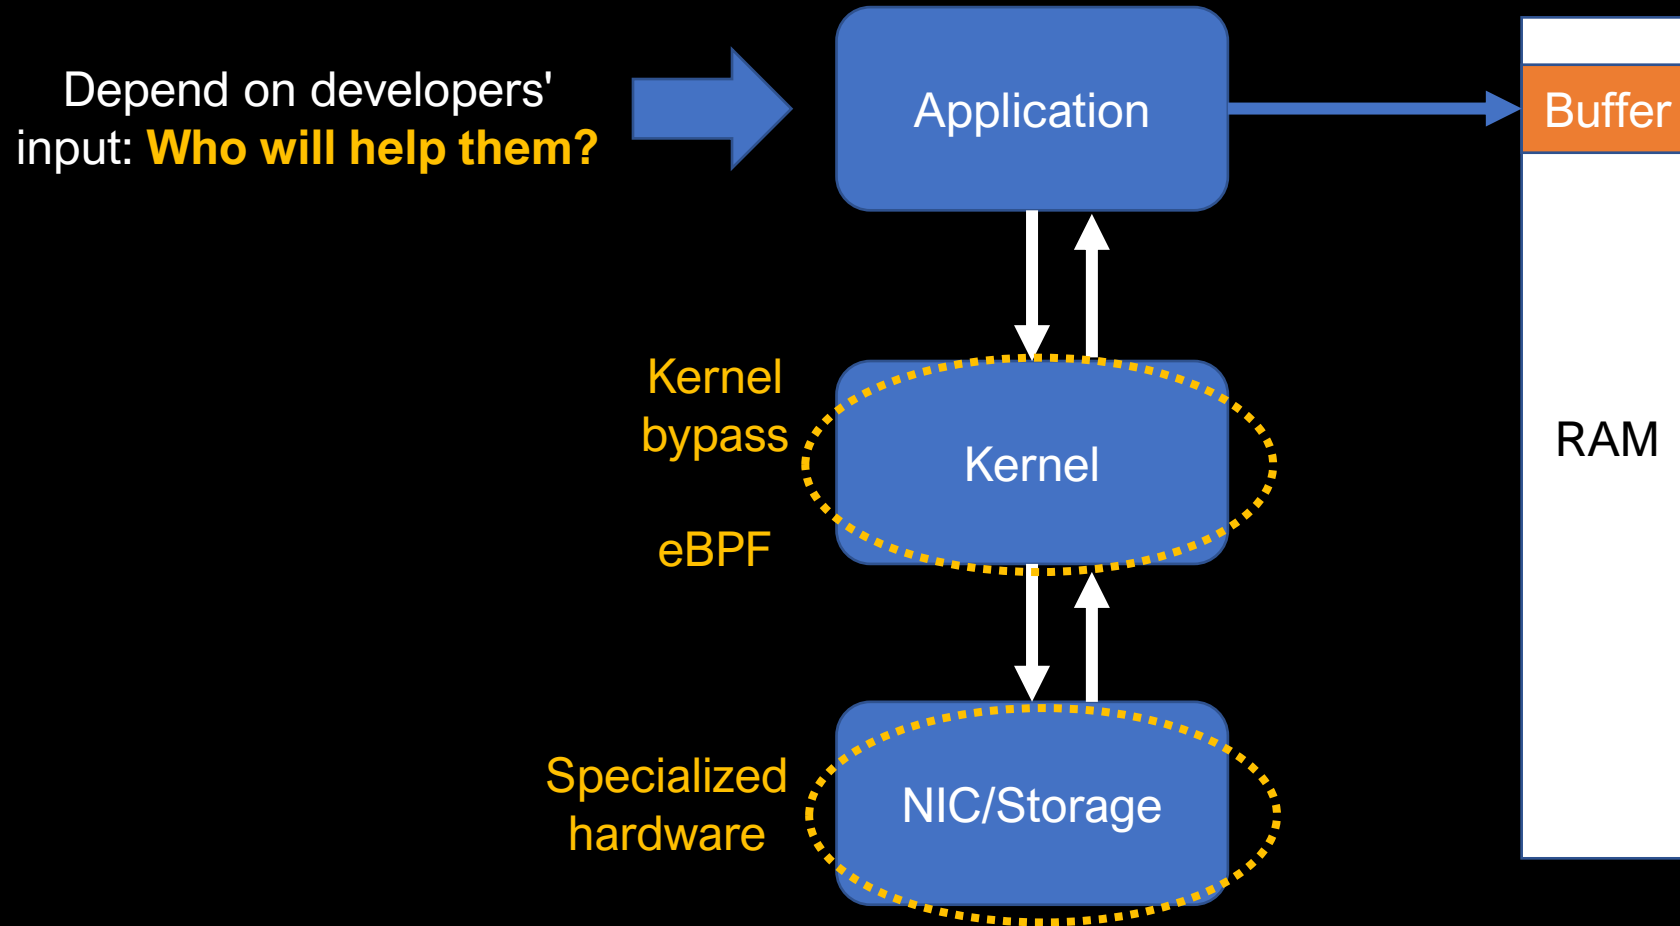 Depend on developers'
input: Who will help them?
Application
Buffer
Kernel
bypass
eBPF
Kernel
RAM
Specialized
hardware
NIC/Storage